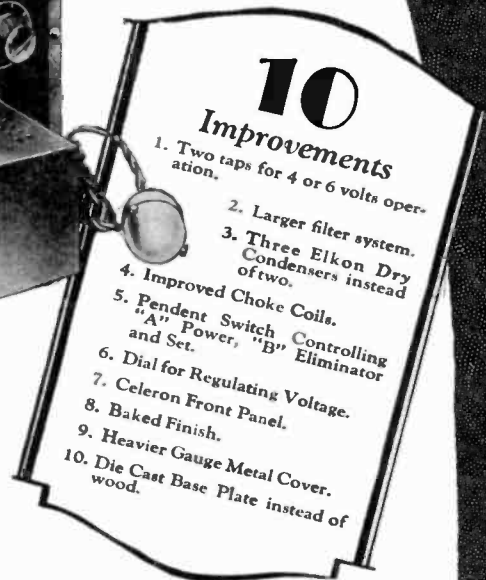 10
Improvements
1. Two taps for 4 or 6 volts oper-
ation.
2. Larger filter system.
3. Three Elkon Dry
Condensers instead
of two.
4. Improved Choke Coils.
5. Pendent Switch Controlling
"A" Power, "B" Eliminator
and Set.
6. Dial for Regulating Voltage.
7. Celeron Front Panel.
8. Baked Finish.
9. Heavier Gauge Metal Cover.
10. Die Cast Base Plate instead of
wood.